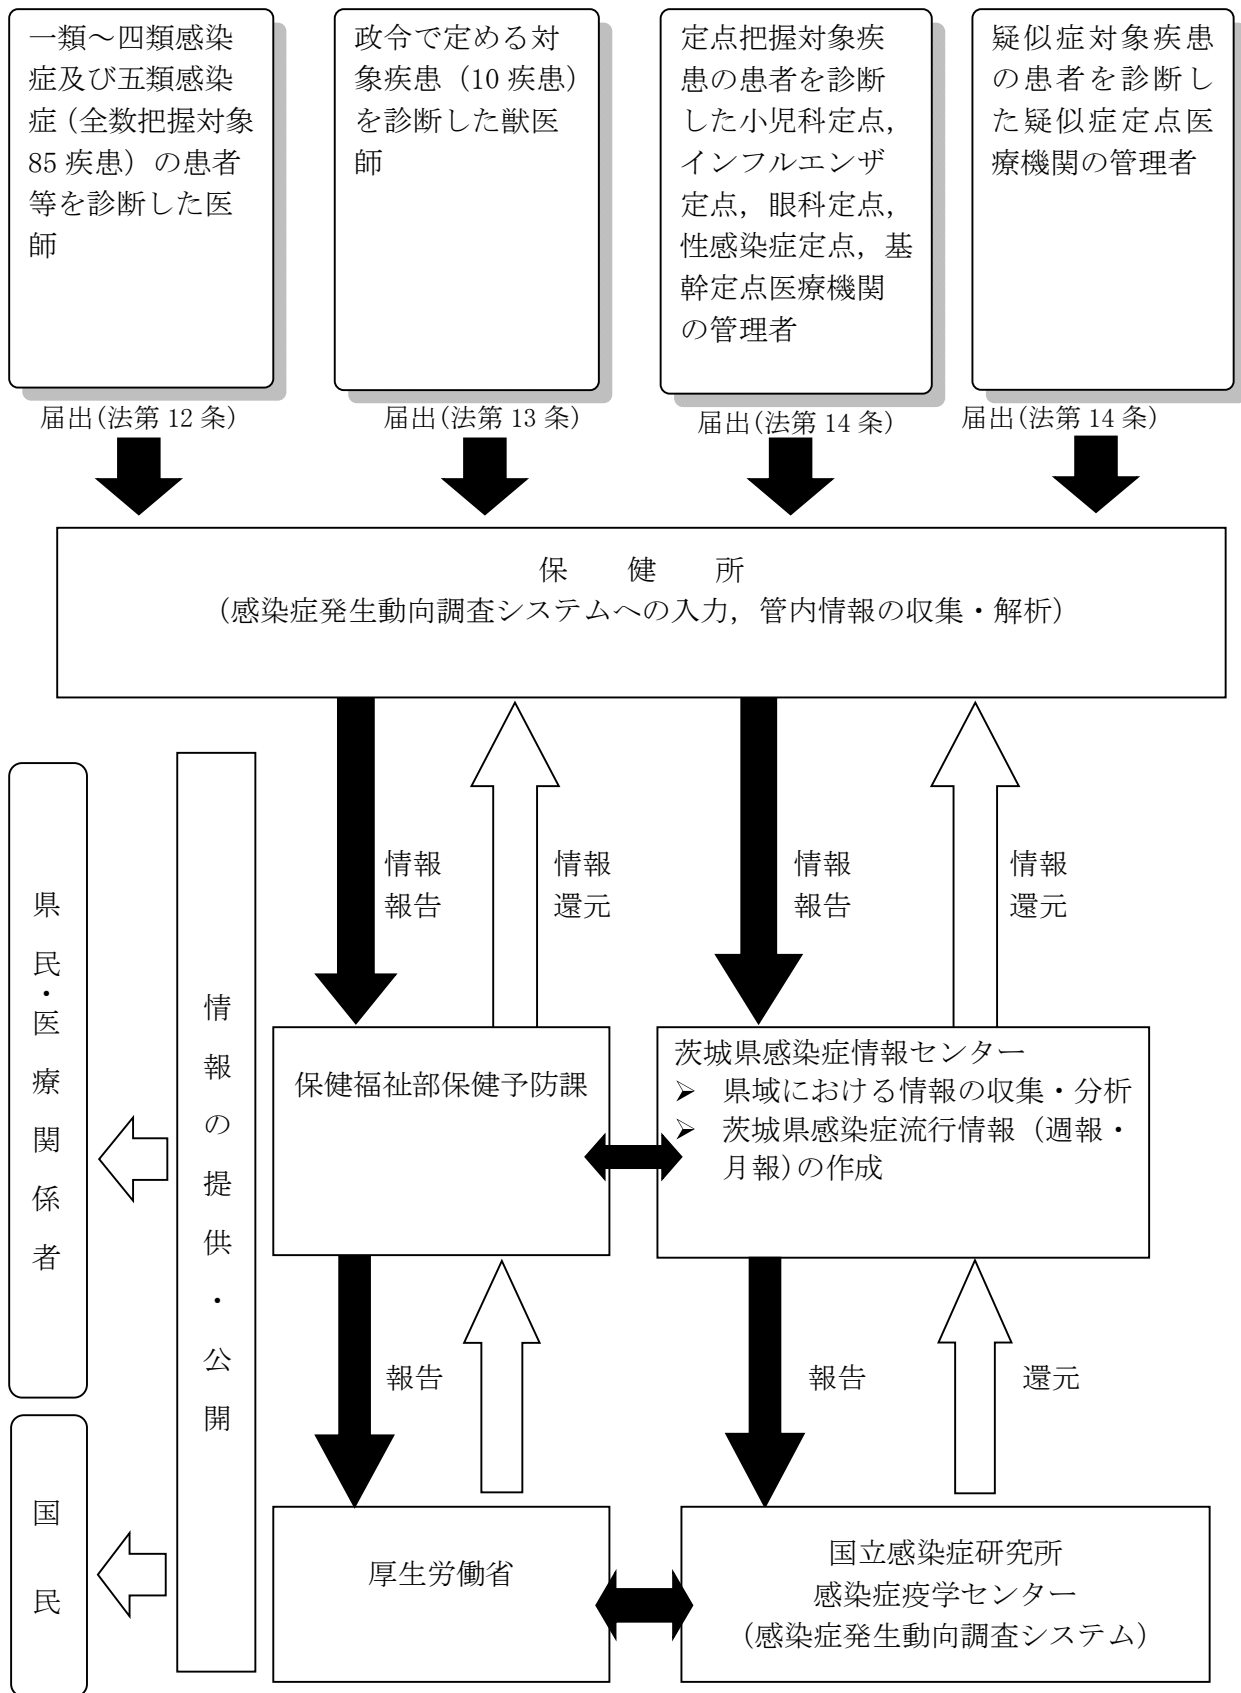 一類~四類感染
症及び五類感染
症(全数把握対象
85 疾患)の患者
等を診断した医
師
政令で定める対
象疾患(10 疾患)
を診断した獣医
師
定点把握対象疾
患の患者を診断
した小児科定点,
インフルエンザ
定点,眼科定点,
性感染症定点,基
幹定点医療機関
の管理者
疑似症対象疾患
の患者を診断し
た疑似症定点医
療機関の管理者
届出(法第 12 条)
届出(法第 13 条)
届出(法第 14 条)
届出(法第 14 条)
保 健 所
(感染症発生動向調査システムへの入力,管内情報の収集・解析)
情報
報告
情報
還元
情報
報告
情報
還元
県民・医療関係者
情報の提供・公開
保健福祉部保健予防課
茨城県感染症情報センター
➢ 県域における情報の収集・分析
➢ 茨城県感染症流行情報(週報・
月報)の作成
報告
報告
還元
国民
厚生労働省
国立感染症研究所
感染症疫学センター
(感染症発生動向調査システム)